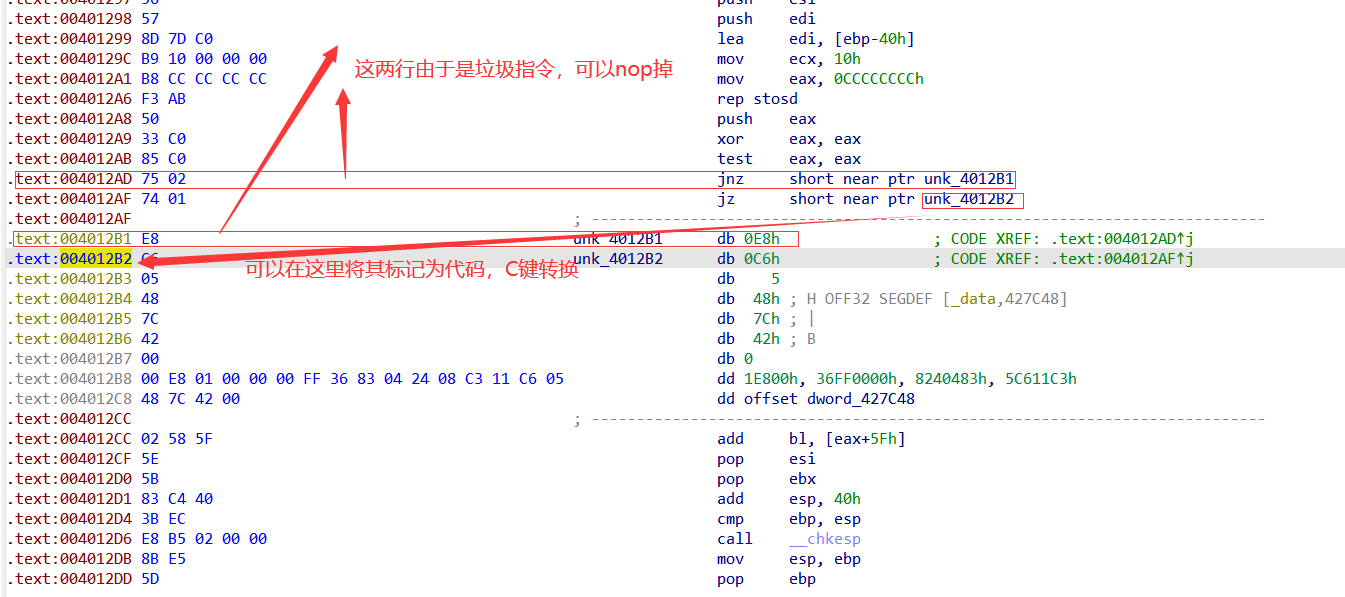 .text:00401298 57 push edi
.text:00401299 8D 7D C0 lea edi, [ebp-40h]
.text:0040129C B9 10 00 00 00 mov ecx, 10h
这两行由于是垃圾指令，可以nop掉
.text:004012A1 B8 CC CC CC CC mov eax, 0CCCCCCCCh
.text:004012A6 F3 AB rep stosd
.text:004012A8 50 push eax
.text:004012A9 33 C0 xor eax, eax
.text:004012AB 85 C0 test eax, eax
.text:004012AD 75 02 jnz short near ptr unk_4012B1
.text:004012AF 74 01 jz short near ptr unk_4012B2
.text:004012AF ; ---------------------------------------------------------------------------
.text:004012B1 E8 unk_4012B1 db 0E8h ; CODE XREF: .text:004012AD↑j
.text:004012B2 C6 unk_4012B2 db 0C6h ; CODE XREF: .text:004012AF↑j
可以在这里将其标记为代码，C键转换
.text:004012B3 05 db 5
.text:004012B4 48 db 48h ; H OFF32 SEGDEF [_data,427C48]
.text:004012B5 7C db 7Ch ; |
.text:004012B6 42 db 42h ; B
.text:004012B7 00 db 0
.text:004012B8 00 E8 01 00 00 00 FF 36 83 04 24 08 C3 11 C6 05 dd 1E800h, 36FF0000h, 8240483h, 5C611C3h
.text:004012C8 48 7C 42 00 dd offset dword_427C48
.text:004012CC ; ---------------------------------------------------------------------------
.text:004012CC 02 58 5F add bl, [eax+5Fh]
.text:004012CF 5E pop esi
.text:004012D0 5B pop ebx
.text:004012D1 83 C4 40 add esp, 40h
.text:004012D4 3B EC cmp ebp, esp
.text:004012D6 E8 B5 02 00 00 call __chkesp
.text:004012DB 8B E5 mov esp, ebp
.text:004012DD 5D pop ebp